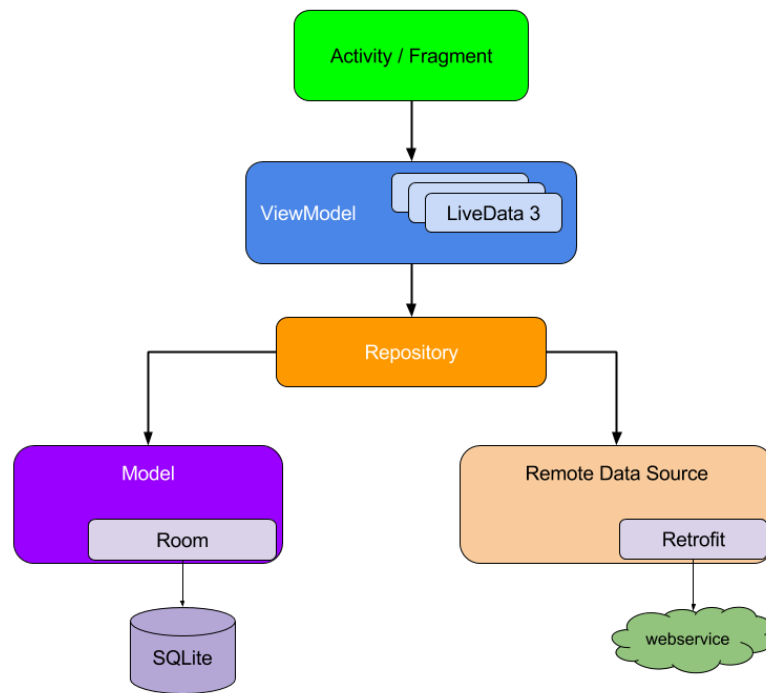 Activity / Fragment
ViewModel
LiveData 3
Repository
Model
Remote Data Source
Room
Retrofit
SQLite
webservice